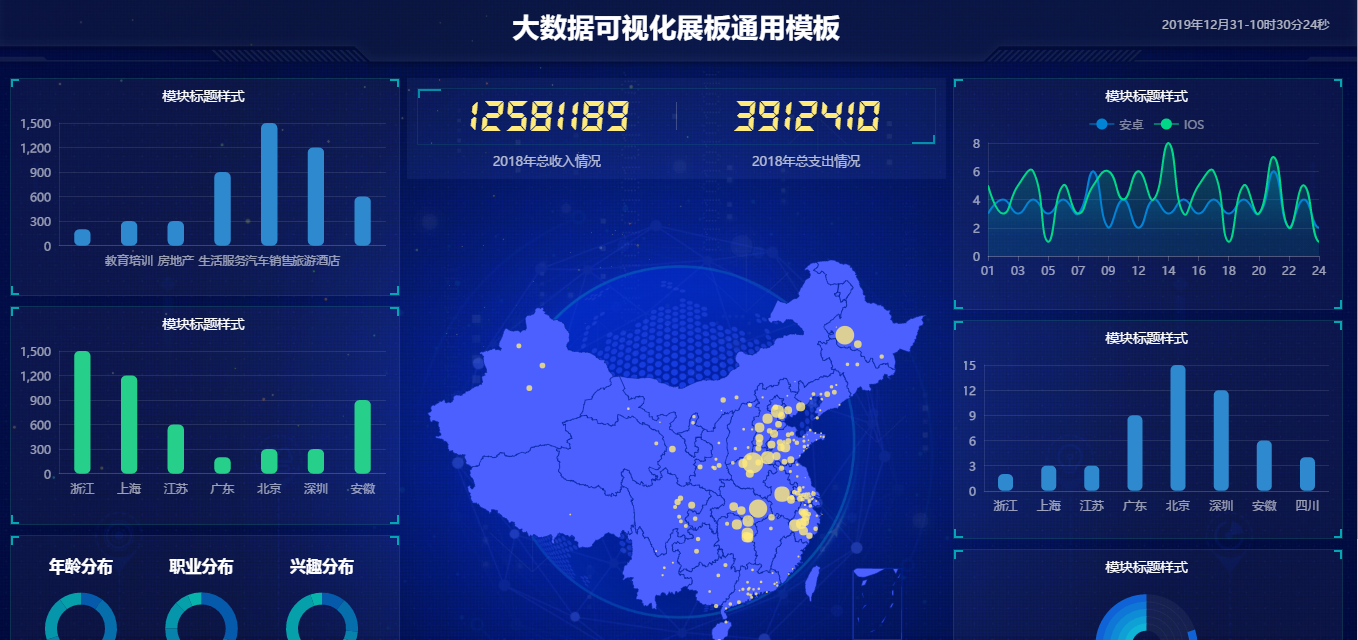 大数据可视化展板通用模板
2019年12月31-10时30分24秒
模块标题样式
1,500
1,200
900
600
300
0
教育培训 房地产 生活服务汽车销售旅游酒店
模块标题样式
1,500
1,200
900
600
300
0
浙江 上海 江苏 广东 北京 深圳 安徽
年龄分布 职业分布 兴趣分布
12581189 3912410
2018年总收入情况 2018年总支出情况
模块标题样式
安卓 IOS
8
6
4
2
0
01 03 05 07 09 12 14 16 18 20 22 24
模块标题样式
15
12
9
6
3
0
浙江 上海 江苏 广东 北京 深圳 安徽 四川
模块标题样式